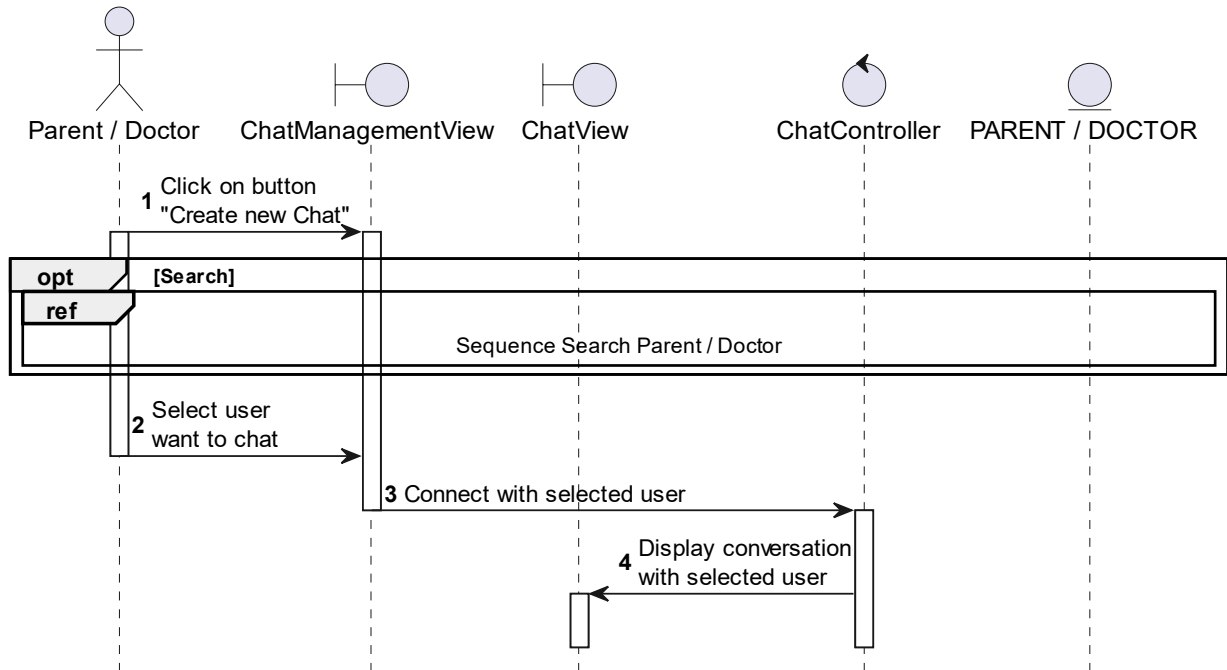 Parent / Doctor
ChatManagementView
ChatView
ChatController
PARENT / DOCTOR
1 Click on button
"Create new Chat"
opt [Search]
ref
Sequence Search Parent / Doctor
2 Select user
want to chat
3 Connect with selected user
4 Display conversation
with selected user